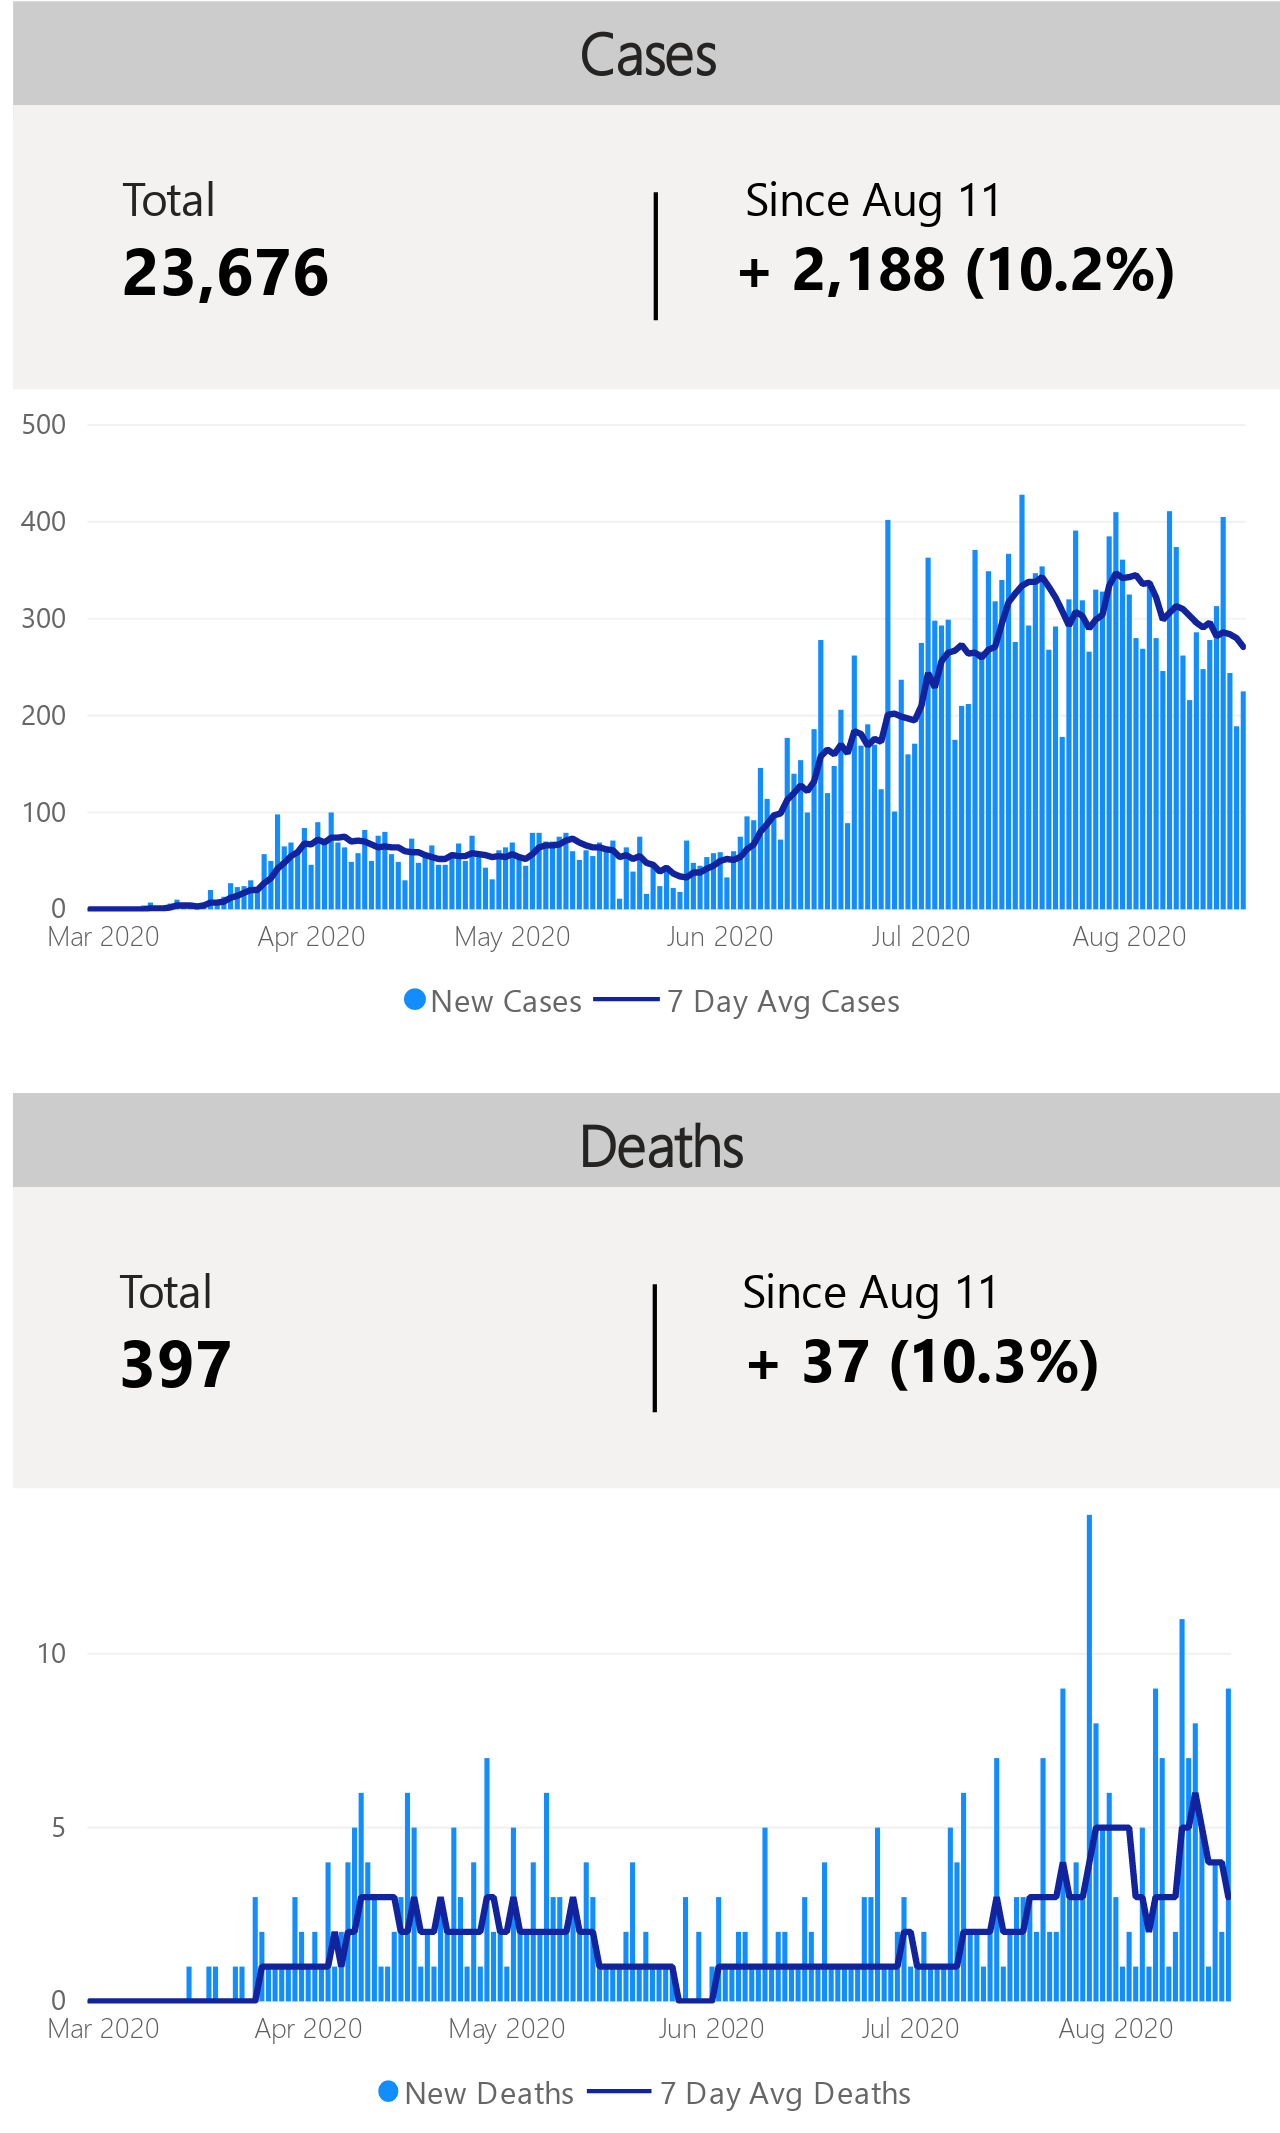 Cases
Total
Since Aug 11
23,676
+ 2,188 (10.2%)
500
400
300
200
100
0
Mar 2020 Apr 2020 May 2020 Jun 2020 Jul 2020 Aug 2020
New Cases 7 Day Avg Cases
Deaths
Total
Since Aug 11
397
+ 37 (10.3%)
10
5
0
Mar 2020 Apr 2020 May 2020 Jun 2020 Jul 2020 Aug 2020
New Deaths 7 Day Avg Deaths